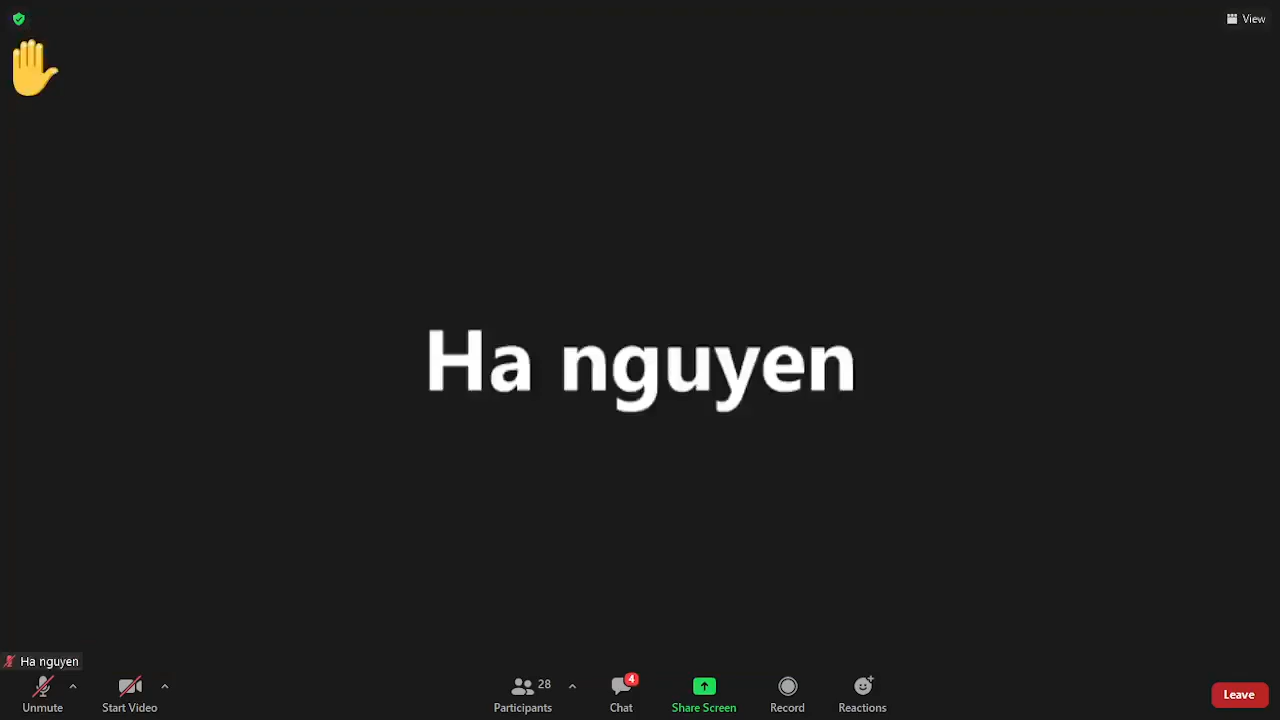 View
Ha nguyen
Ha nguyen
Unmute
Start Video
28
Participants
4
Chat
Share Screen
Record
Reactions
Leave